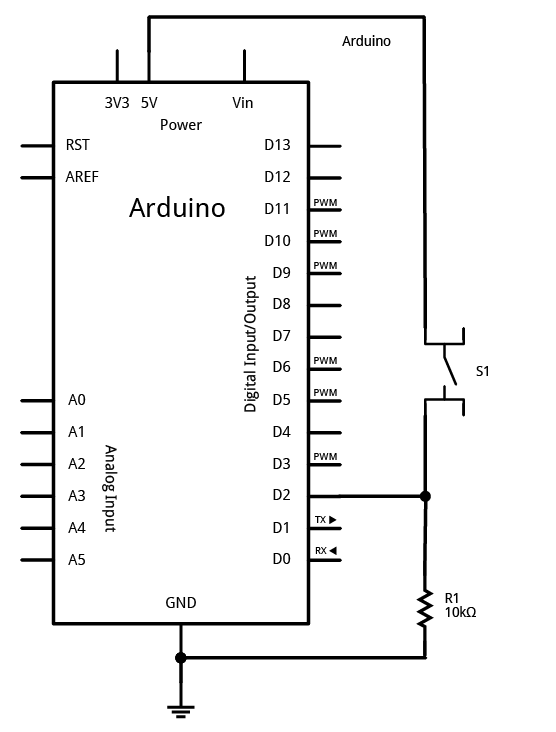 Arduino
3V3 5V Vin
Power
RST
AREF
Arduino
D13
D12
PWM
D11
PWM
D10
PWM
D9
D8
D7
PWM
D6
PWM
D5
D4
PWM
D3
D2
TX
D1
RX
D0
Digital Input/Output
A0
A1
A2
A3
A4
A5
Analog Input
GND
S1
R1
10kΩ